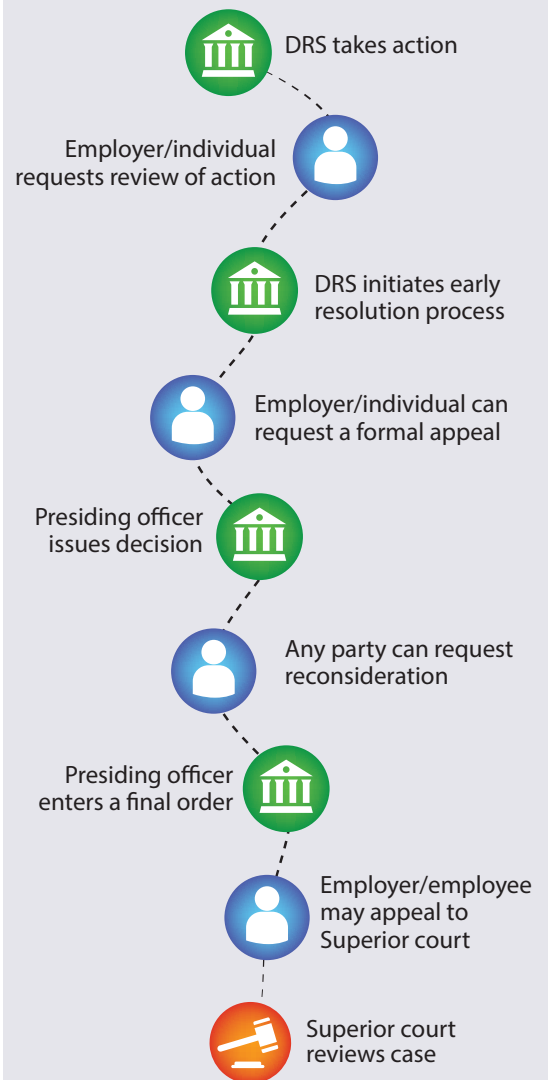 DRS takes action
Employer/individual
requests review of action
DRS initiates early
resolution process
Employer/individual can
request a formal appeal
Presiding officer
issues decision
Any party can request
reconsideration
Presiding officer
enters a final order
Employer/employee
may appeal to
Superior court
Superior court
reviews case